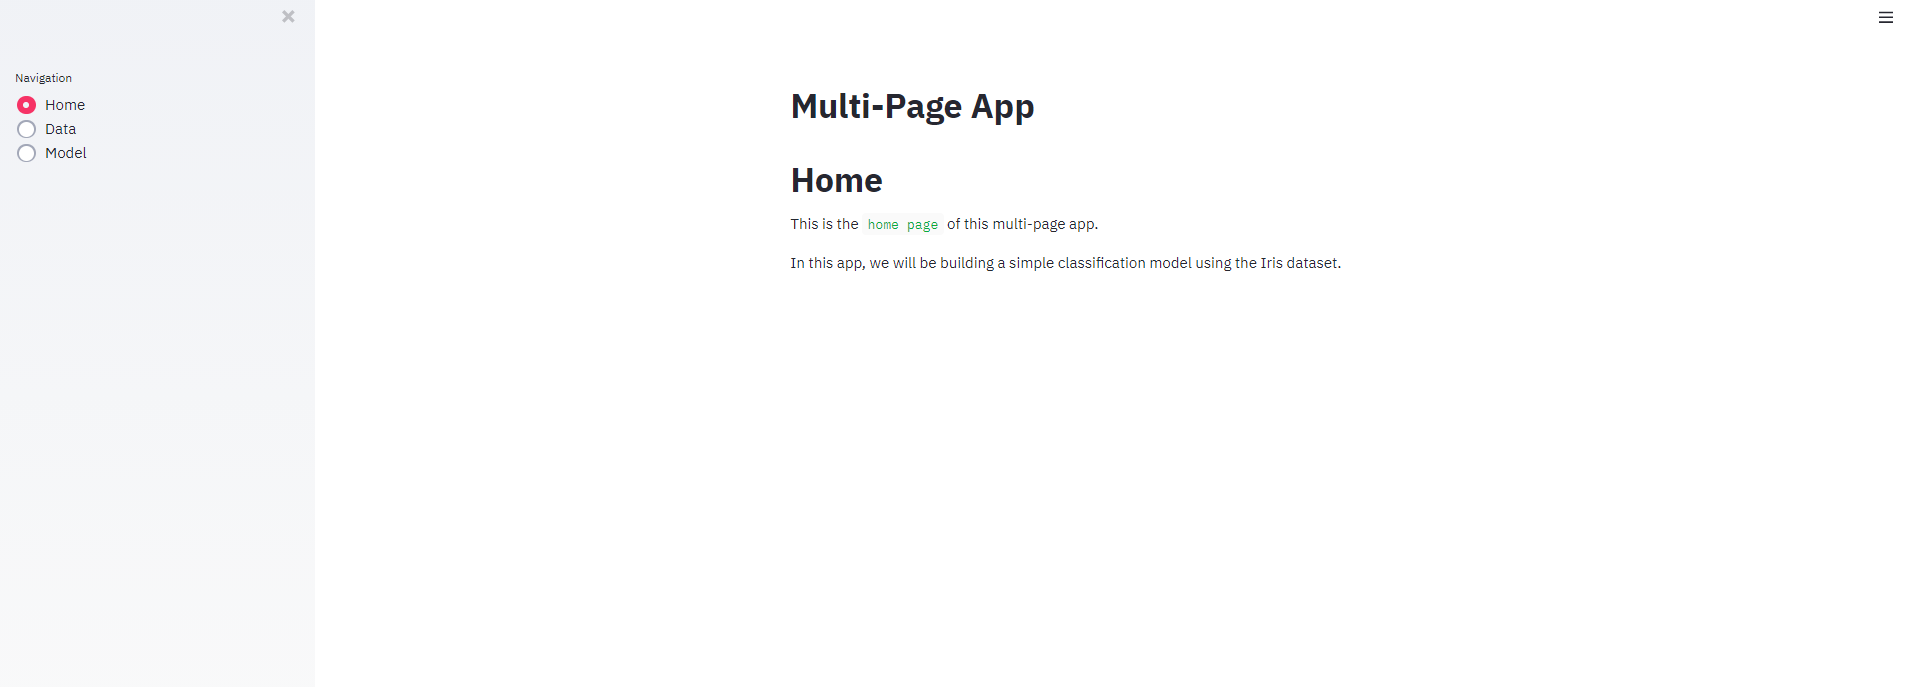 Navigation
Home
Data
Model
Multi-Page App
Home
This is the home page of this multi-page app.
In this app, we will be building a simple classification model using the Iris dataset.